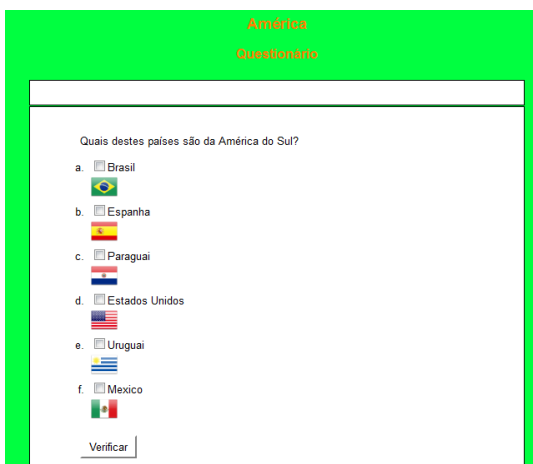 América
Questionário
Quais destes países são da América do Sul?
a. Brasil
b. Espanha
c. Paraguai
d. Estados Unidos
e. Uruguai
f. Mexico
Verificar